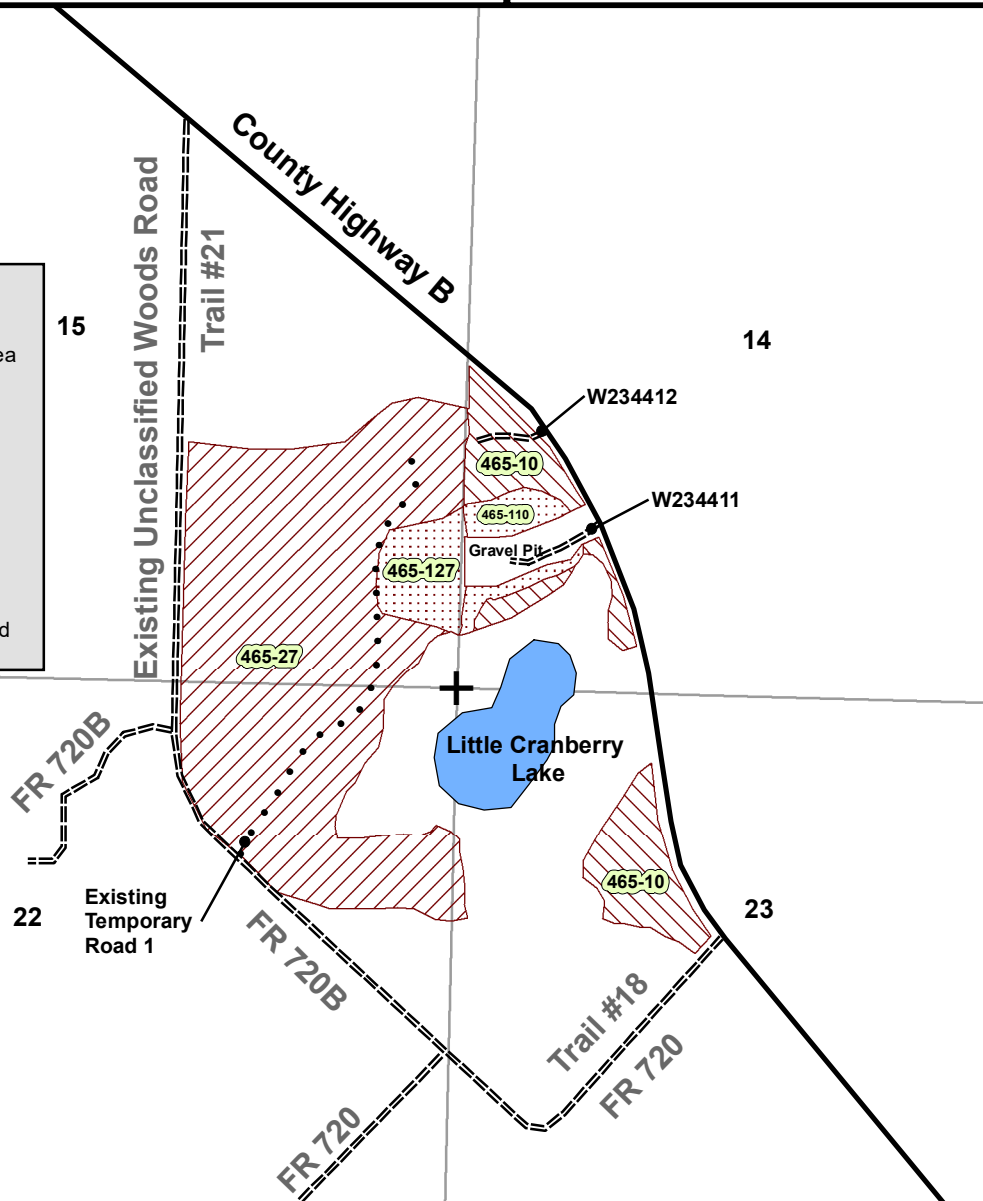 County Highway B
Existing Unclassified Woods Road
Trail #21
15
14
ea
W234412
465-10
W234411
465-110
Gravel Pit
465-127
d
465-27
FR 720B
Little Cranberry
Lake
465-10
Existing
Temporary
Road 1
22
23
FR 720B
Trail #18
FR 720
FR 720